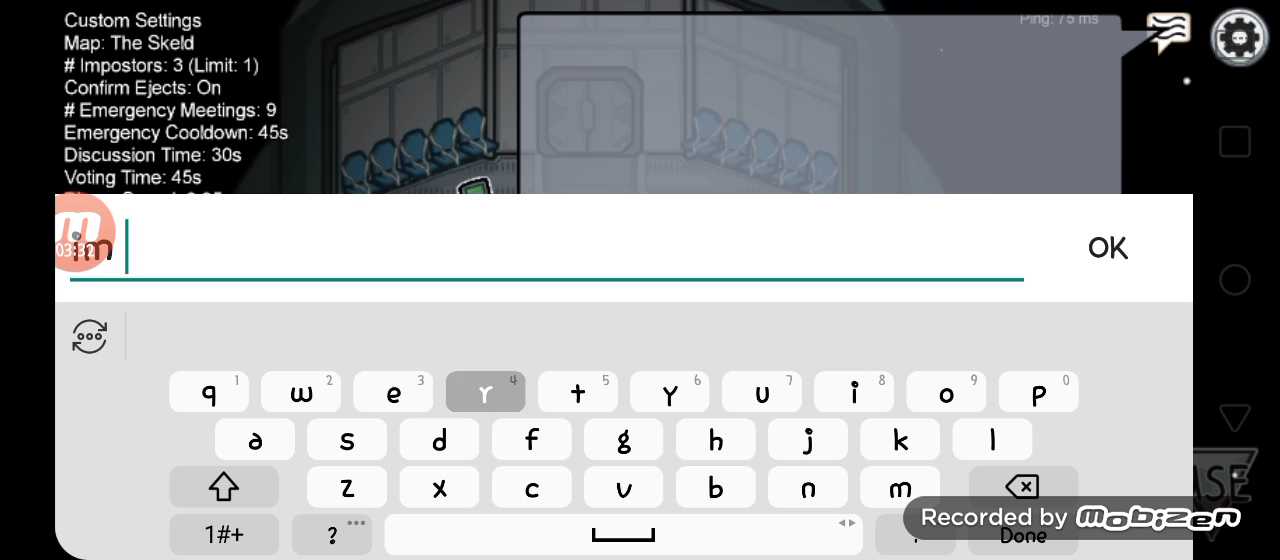 Custom Settings
Ping: 75 ms
Map: The Skeld
# Impostors: 3 (Limit: 1)
Confirm Ejects: On
# Emergency Meetings: 9
Emergency Cooldown: 45s
Discussion Time: 30s
Voting Time: 45s
im
03:32
OK
q 1 w 2 e 3 r 4 t 5 y 6 u 7 i 8 o 9 p 0
a s d f g h j k l
z x c v b n m
1#+ ? Done
Recorded by mobizen